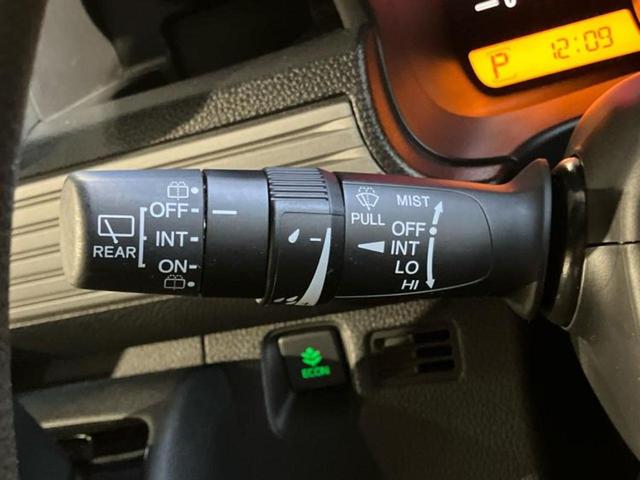 P 12:09
OFF
INT
ON
REAR
PULL
MIST
OFF
INT
LO
HI
ECON